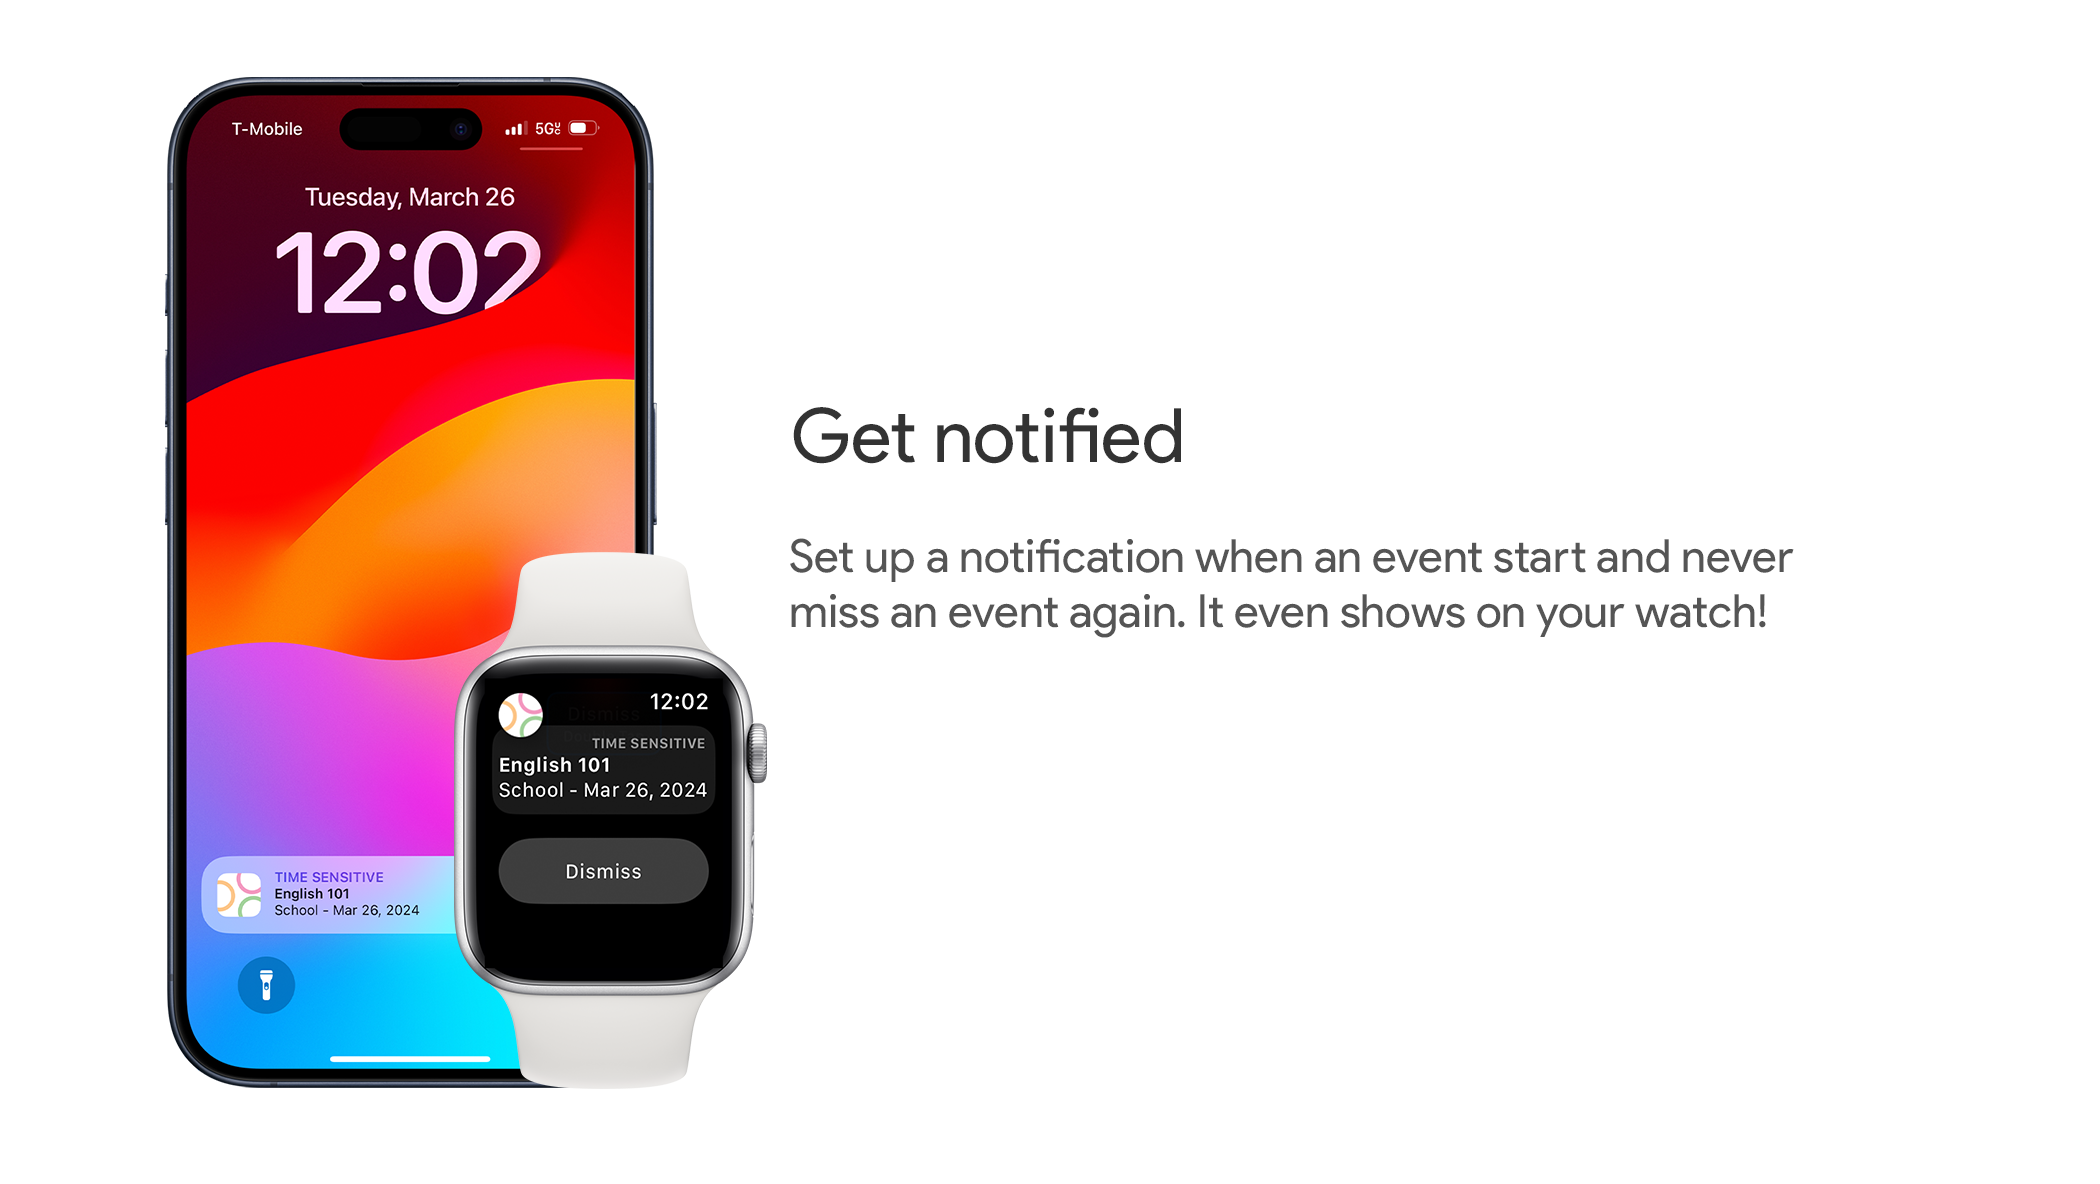 T-Mobile
5GUC
Tuesday, March 26
12:02
TIME SENSITIVE
English 101
School - Mar 26, 2024
12:02
Dismiss
TIME SENSITIVE
English 101
School - Mar 26, 2024
Dismiss
Get notified
Set up a notification when an event start and never
miss an event again. It even shows on your watch!